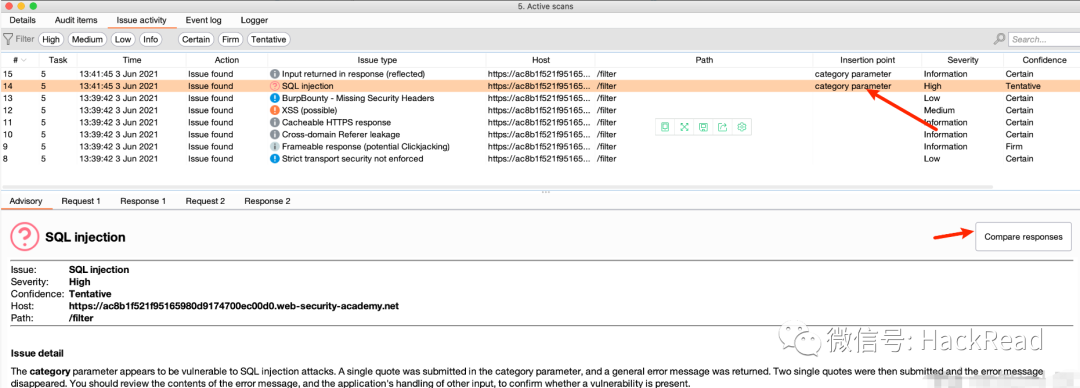 5. Active scans
Details Audit items Issue activity Event log Logger
Filter High Medium Low Info Certain Firm Tentative Search...
# Task Time Action Issue type Host Path Insertion point Severity Confidence
15 5 13:41:45 3 Jun 2021 Issue found Input returned in response (reflected) https://ac8b1f521f95165... /filter category parameter Information Certain
14 5 13:41:45 3 Jun 2021 Issue found SQL injection https://ac8b1f521f95165... /filter category parameter High Tentative
13 5 13:39:42 3 Jun 2021 Issue found BurpBounty - Missing Security Headers https://ac8b1f521f95165... /filter Low Certain
12 5 13:39:42 3 Jun 2021 Issue found XSS (possible) https://ac8b1f521f95165... /filter Medium Certain
11 5 13:39:42 3 Jun 2021 Issue found Cacheable HTTPS response https://ac8b1f521f95165... /filter Information Certain
10 5 13:39:42 3 Jun 2021 Issue found Cross-domain Referer leakage https://ac8b1f521f95165... /filter Information Certain
9 5 13:39:42 3 Jun 2021 Issue found Frameable response (potential Clickjacking) https://ac8b1f521f95165... /filter Information Firm
8 5 13:39:42 3 Jun 2021 Issue found Strict transport security not enforced https://ac8b1f521f95165... /filter Low Certain
Advisory Request 1 Response 1 Request 2 Response 2
SQL injection
Compare responses
Issue: SQL injection
Severity: High
Confidence: Tentative
Host: https://ac8b1f521f95165980d9174700ec00d0.web-security-academy.net
Path: /filter
微信号: HackRead
Issue detail
The category parameter appears to be vulnerable to SQL injection attacks. A single quote was submitted in the category parameter, and a general error message was returned. Two single quotes were then submitted and the error message
disappeared. You should review the contents of the error message, and the application's handling of other input, to confirm whether a vulnerability is present.